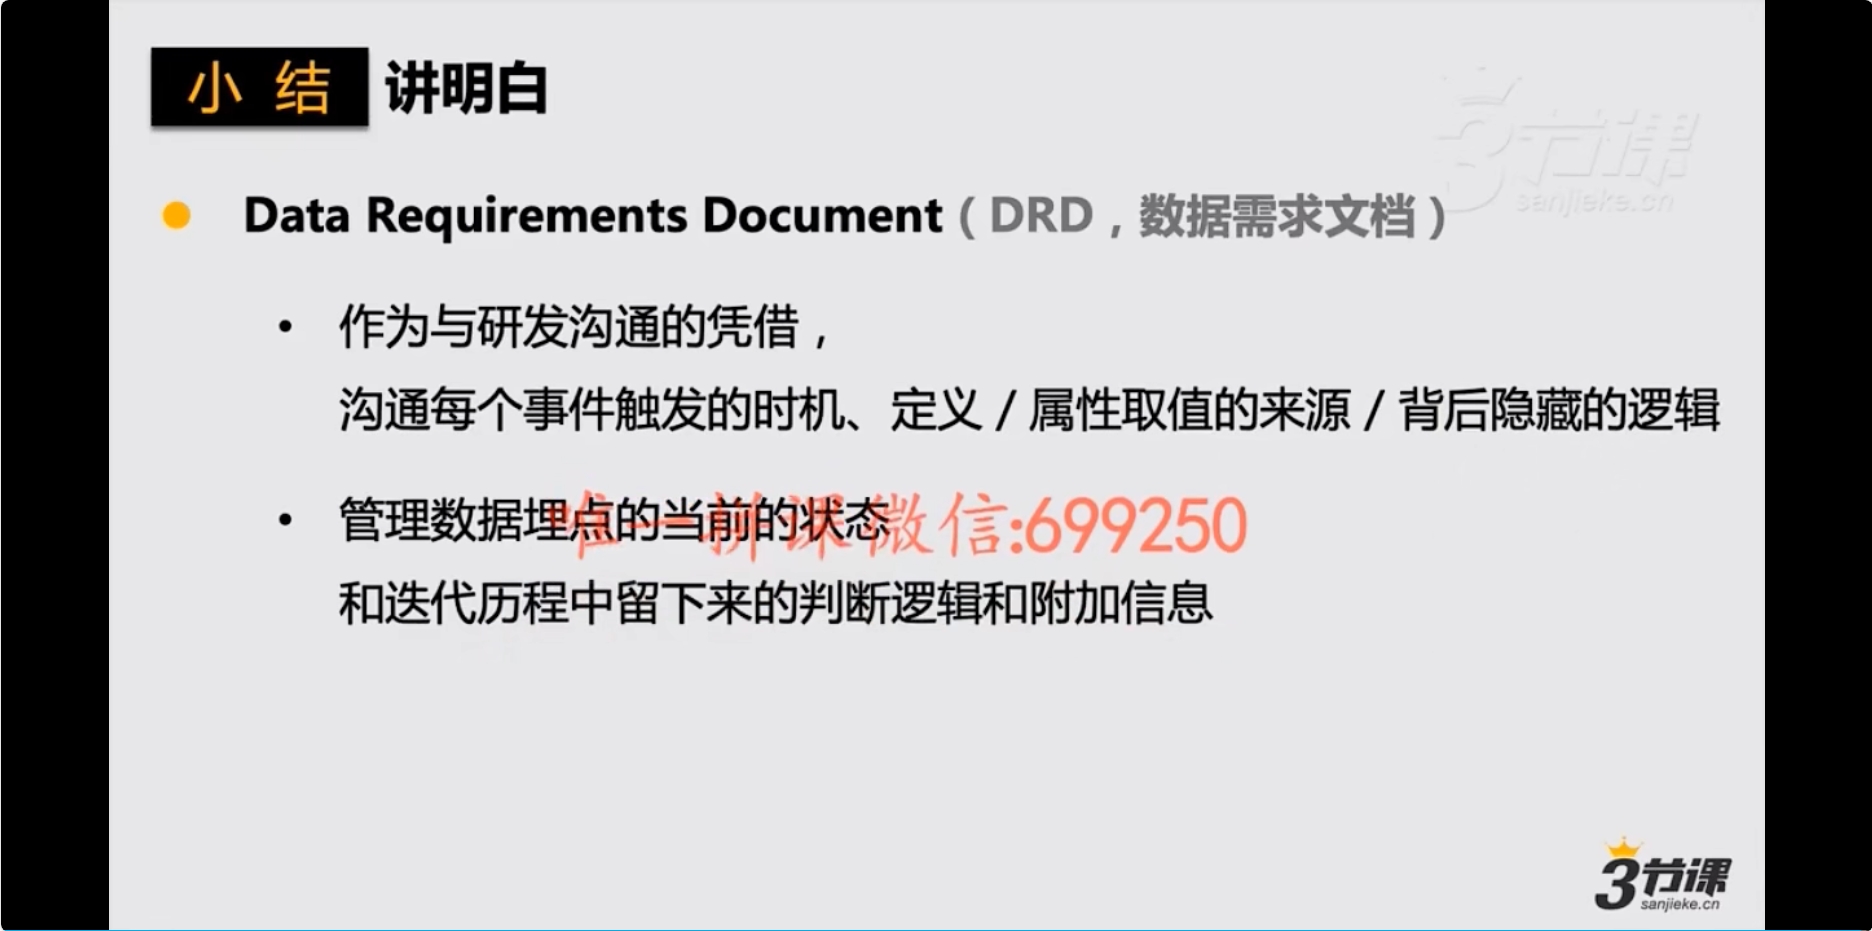 小结 讲明白
3节课
sanjieke.cn
Data Requirements Document（DRD，数据需求文档）
• 作为与研发沟通的凭借，
沟通每个事件触发的时机、定义 / 属性取值的来源 / 背后隐藏的逻辑
• 管理数据埋点的当前的状态
唯一拼课微信:699250
和迭代历程中留下来的判断逻辑和附加信息
3节课
sanjieke.cn